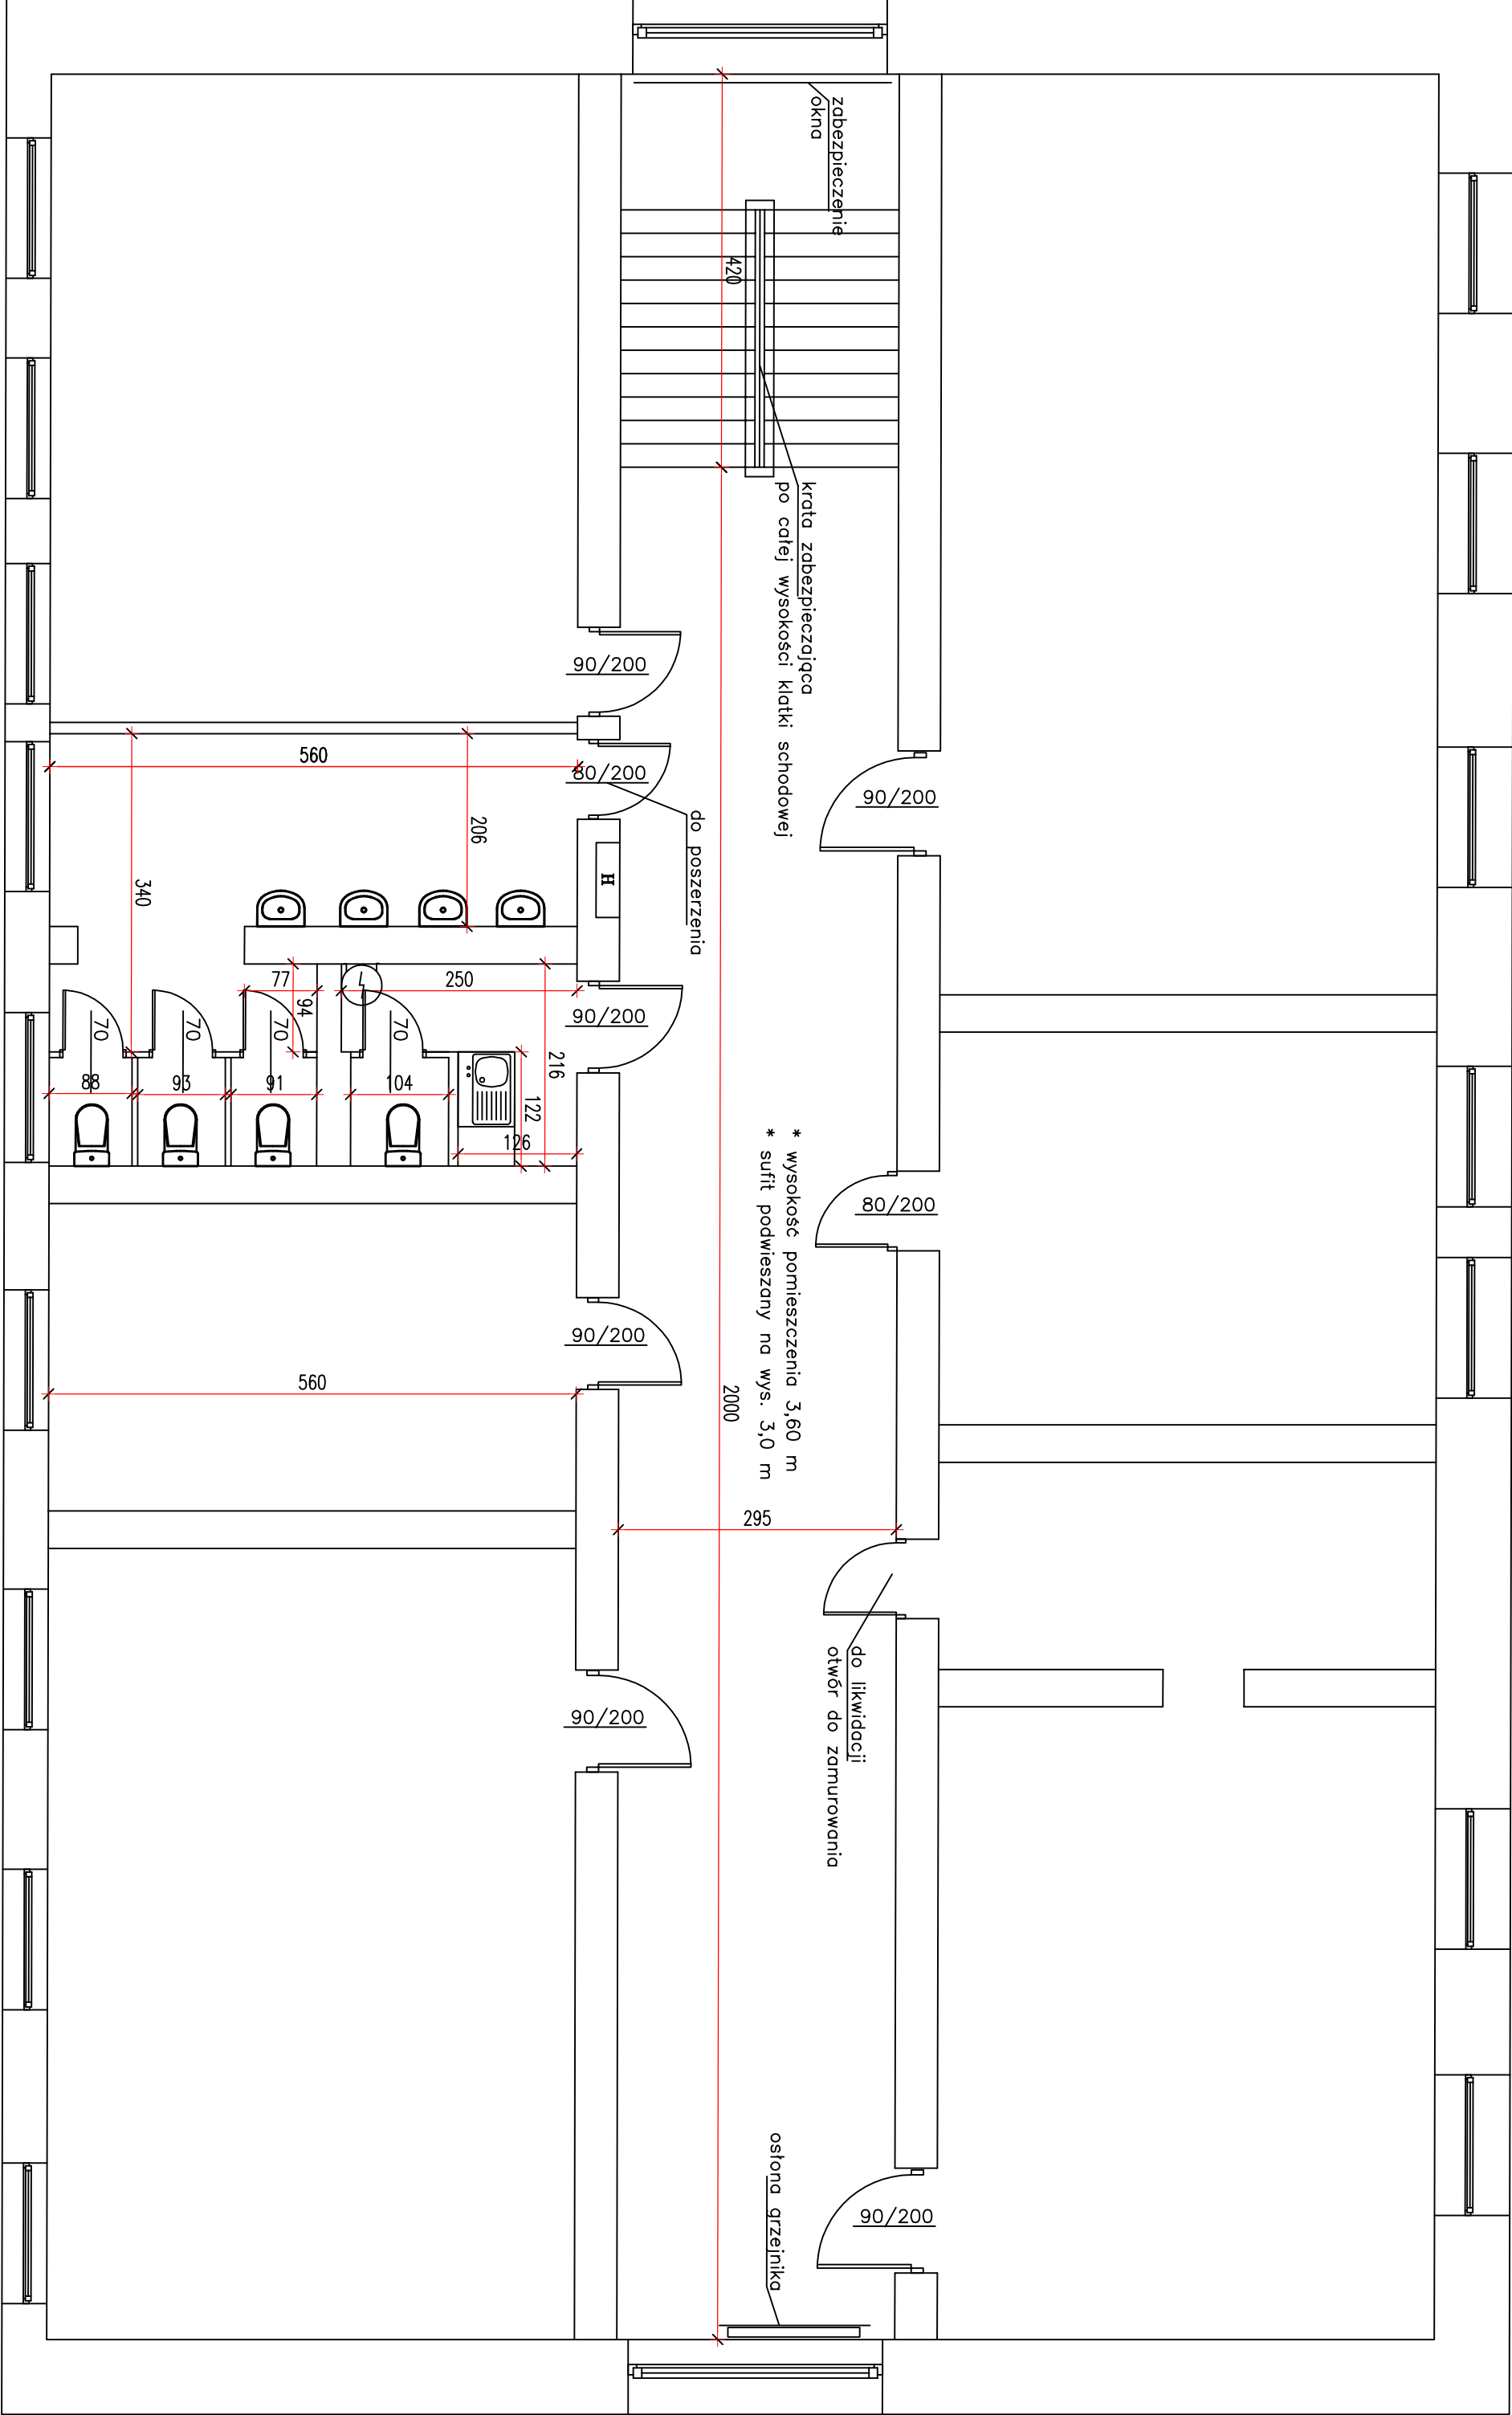 zabezpieczenie
okna
420
krata zabezpieczająca
po całej wysokości klatki schodowej
90/200
80/200
do poszerzenia
90/200
560
206
340
H
77
94
250
90/200
216
122
126
70
70
70
70
88
93
91
104
* wysokość pomieszczenia 3,60 m
* sufit podwieszany na wys. 3,0 m
80/200
90/200
560
2000
295
do likwidacji
otwór do zamurowania
90/200
osłona grzejnika
90/200